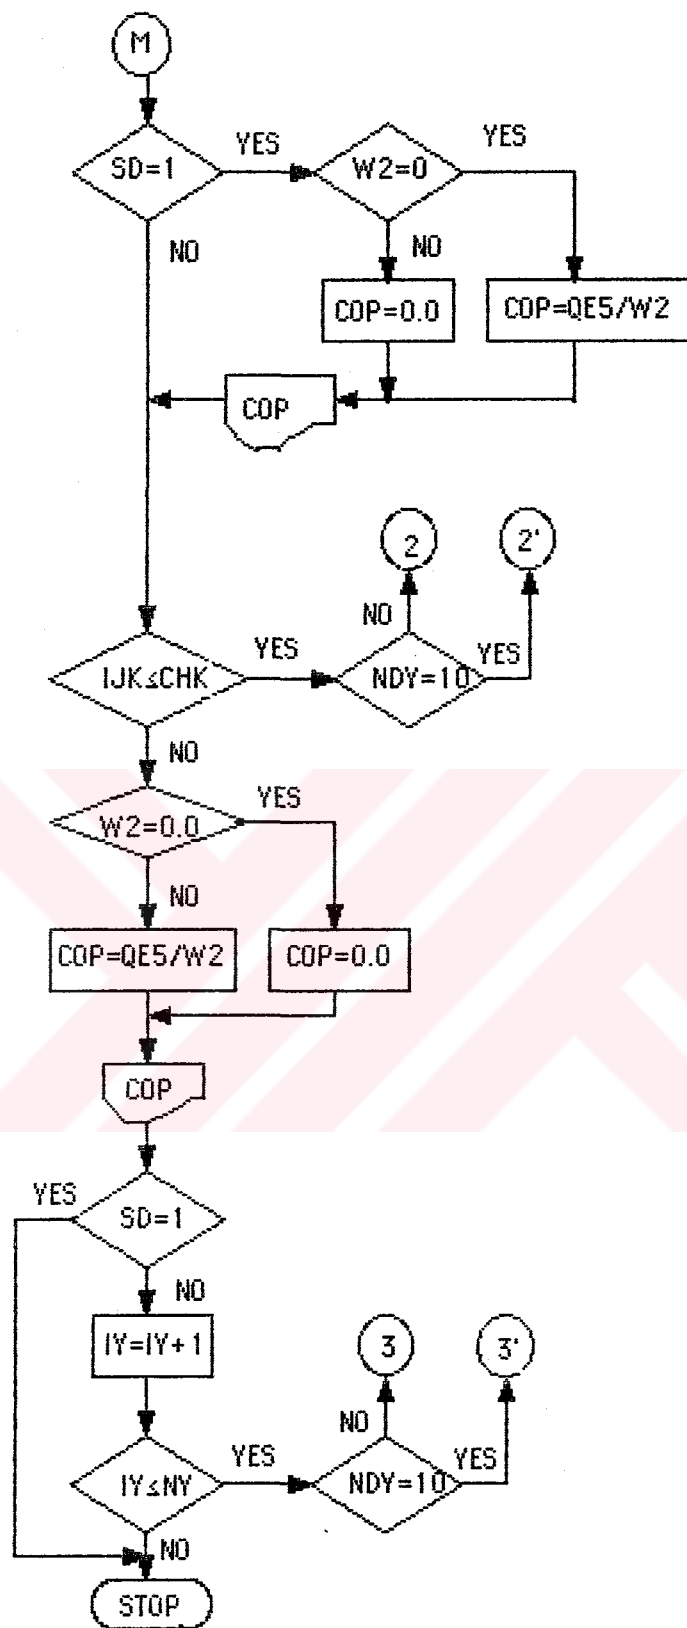 M
SD=1
YES
W2=0
YES
NO
NO
COP=0.0
COP=QE5/W2
COP
2
2'
NO
IJK≤CHK
YES
NDY=10
YES
NO
W2=0.0
YES
NO
COP=QE5/W2
COP=0.0
COP
YES
SD=1
NO
IY=IY+1
3
3'
NO
IY≤NY
YES
NDY=10
YES
NO
STOP